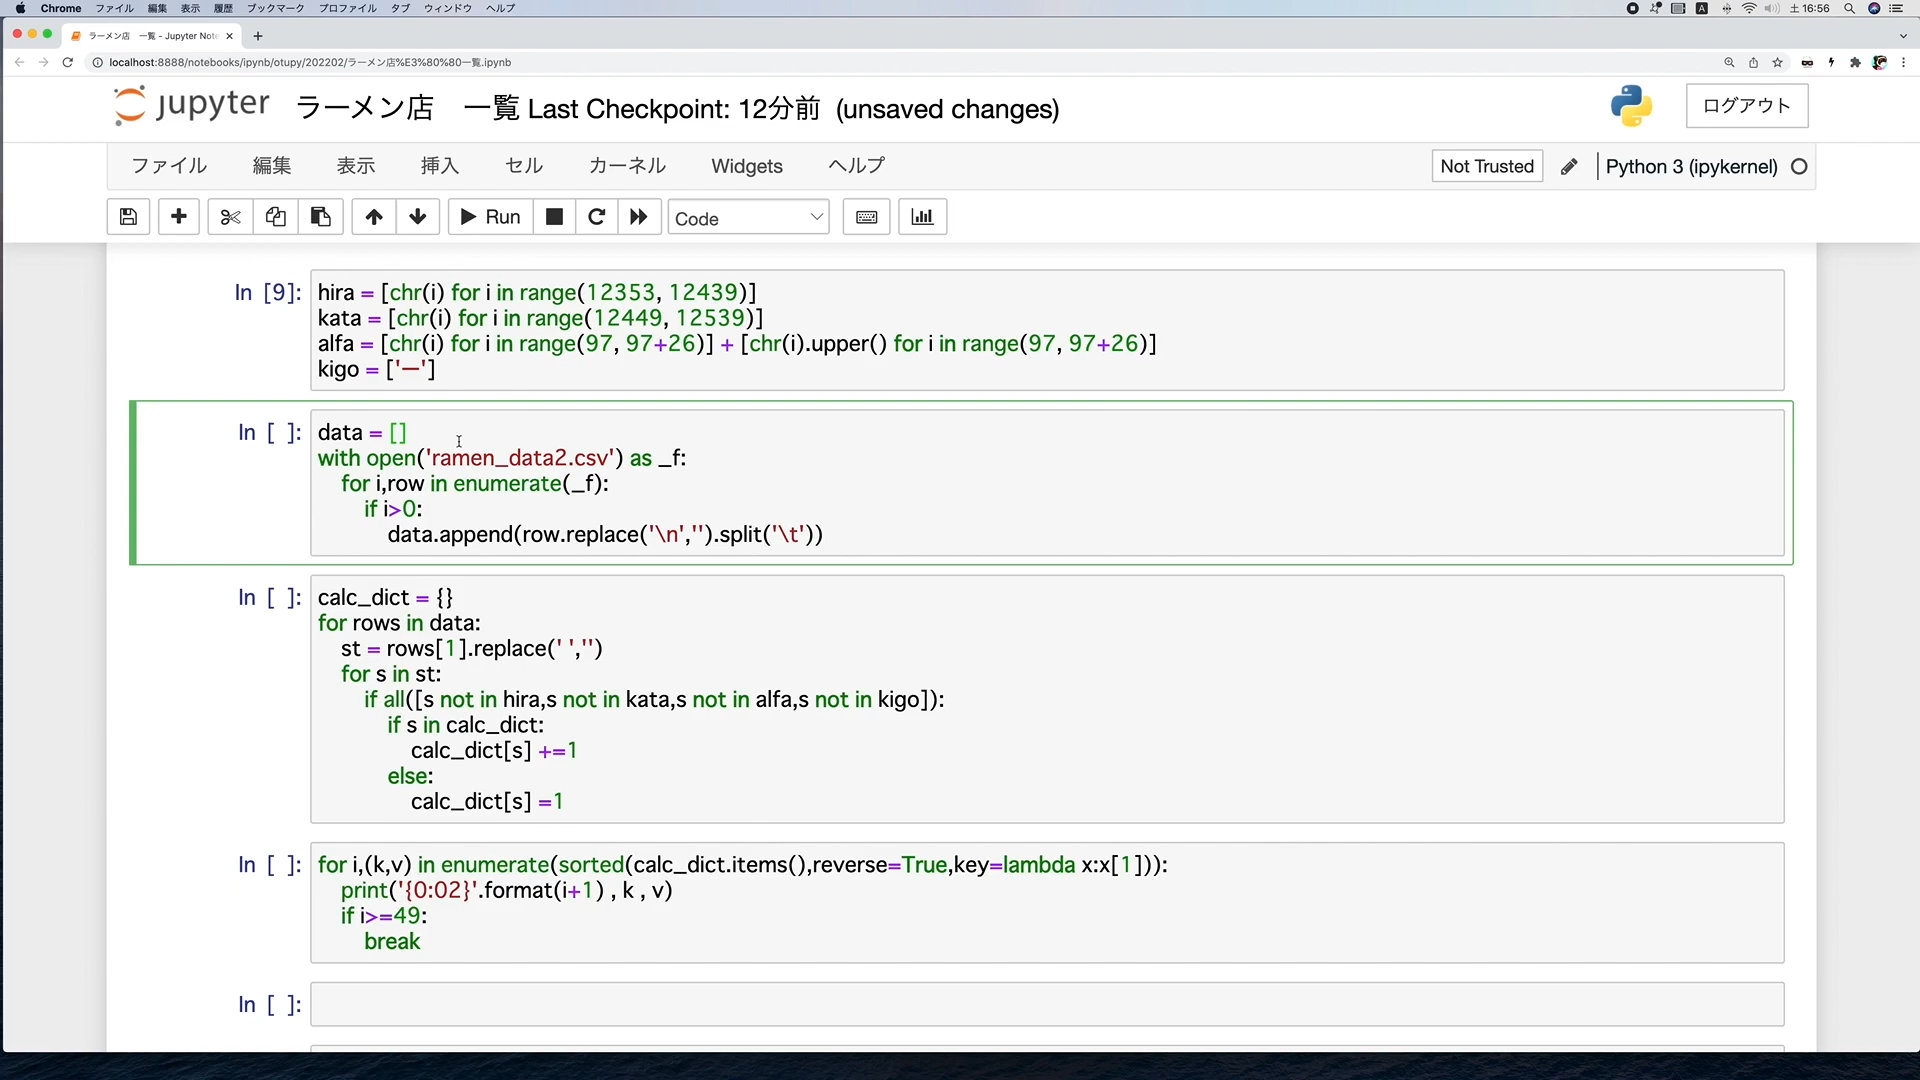 Chrome ファイル 編集 表示 履歴 ブックマーク プロファイル タブ ウィンドウ ヘルプ A 土16:56
ラーメン店　一覧 - Jupyter Note
localhost:8888/notebooks/ipynb/otupy/202202/ラーメン店%E3%80%80一覧.ipynb
jupyter ラーメン店　一覧 Last Checkpoint: 12分前 (unsaved changes) ログアウト
ファイル 編集 表示 挿入 セル カーネル Widgets ヘルプ Not Trusted Python 3 (ipykernel)
Run Code
In [9]: hira = [chr(i) for i in range(12353, 12439)]
kata = [chr(i) for i in range(12449, 12539)]
alfa = [chr(i) for i in range(97, 97+26)] + [chr(i).upper() for i in range(97, 97+26)]
kigo = ['ー']
In [ ]: data = []
with open('ramen_data2.csv') as _f:
for i,row in enumerate(_f):
if i>0:
data.append(row.replace('\n','').split('\t'))
In [ ]: calc_dict = {}
for rows in data:
st = rows[1].replace(' ','')
for s in st:
if all([s not in hira,s not in kata,s not in alfa,s not in kigo]):
if s in calc_dict:
calc_dict[s] +=1
else:
calc_dict[s] =1
In [ ]: for i,(k,v) in enumerate(sorted(calc_dict.items(),reverse=True,key=lambda x:x[1])):
print('{0:02}'.format(i+1) , k , v)
if i>=49:
break
In [ ]: